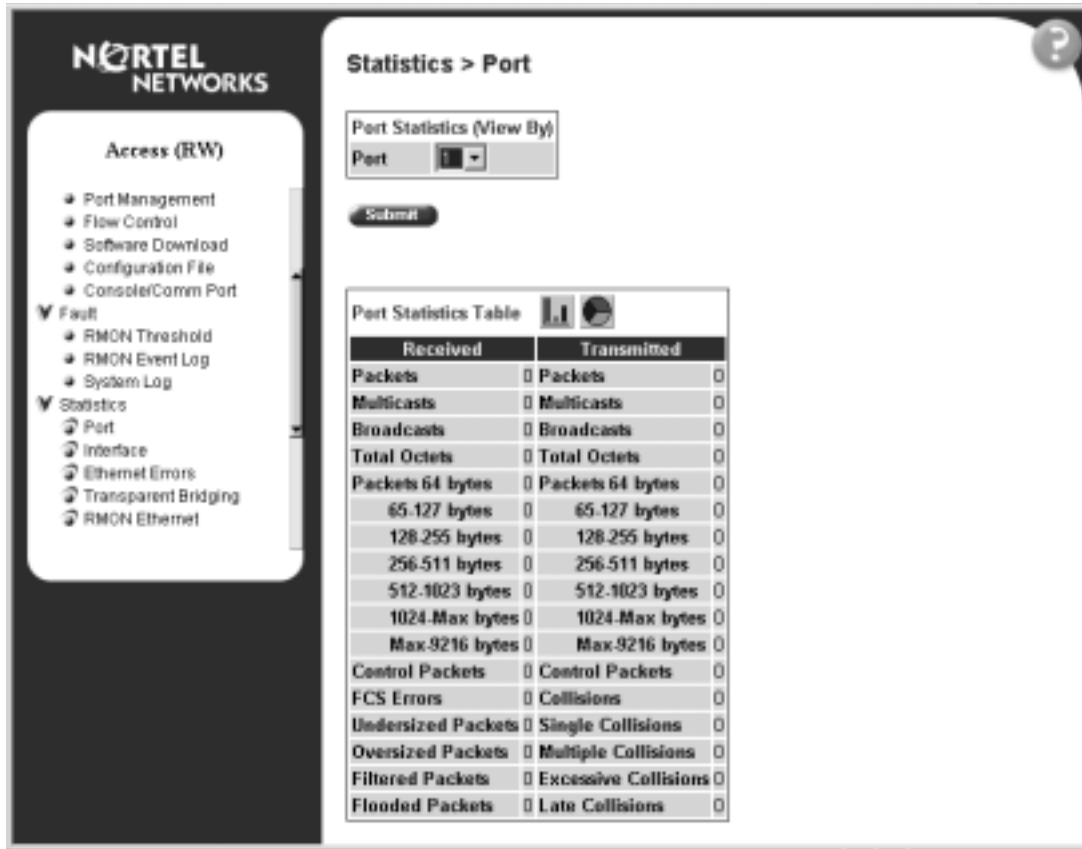 NORTEL
NETWORKS
Access (RW)
Port Management
Flow Control
Software Download
Configuration File
Console/Comm Port
Fault
RMON Threshold
RMON Event Log
System Log
Statistics
Port
Interface
Ethernet Errors
Transparent Bridging
RMON Ethernet
?
Statistics > Port
Port Statistics (View By)
Port 1
Submit
Port Statistics Table
Received Transmitted
Packets 0 Packets 0
Multicasts 0 Multicasts 0
Broadcasts 0 Broadcasts 0
Total Octets 0 Total Octets 0
Packets 64 bytes 0 Packets 64 bytes 0
65-127 bytes 0 65-127 bytes 0
128-255 bytes 0 128-255 bytes 0
256-511 bytes 0 256-511 bytes 0
512-1023 bytes 0 512-1023 bytes 0
1024-Max bytes 0 1024-Max bytes 0
Max-9216 bytes 0 Max-9216 bytes 0
Control Packets 0 Control Packets 0
FCS Errors 0 Collisions 0
Undersized Packets 0 Single Collisions 0
Oversized Packets 0 Multiple Collisions 0
Filtered Packets 0 Excessive Collisions 0
Flooded Packets 0 Late Collisions 0